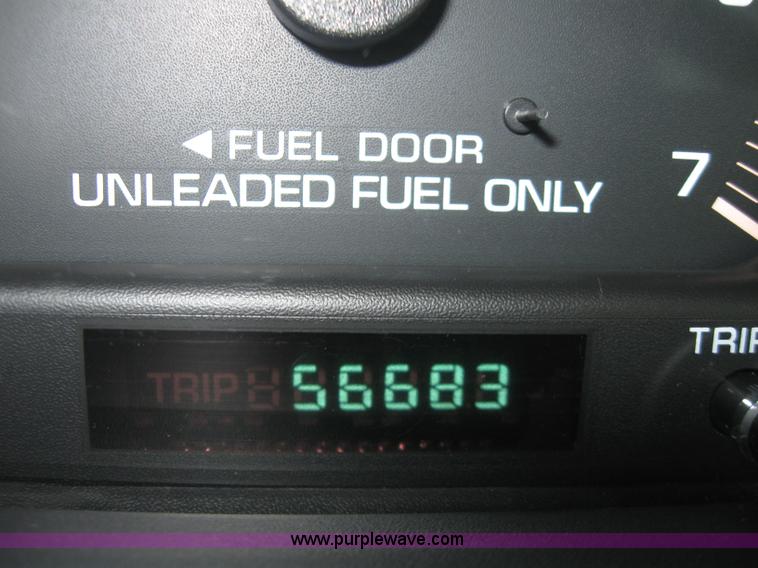 ◀ FUEL DOOR
UNLEADED FUEL ONLY
7
TRIP
TRIP 56683
www.purplewave.com